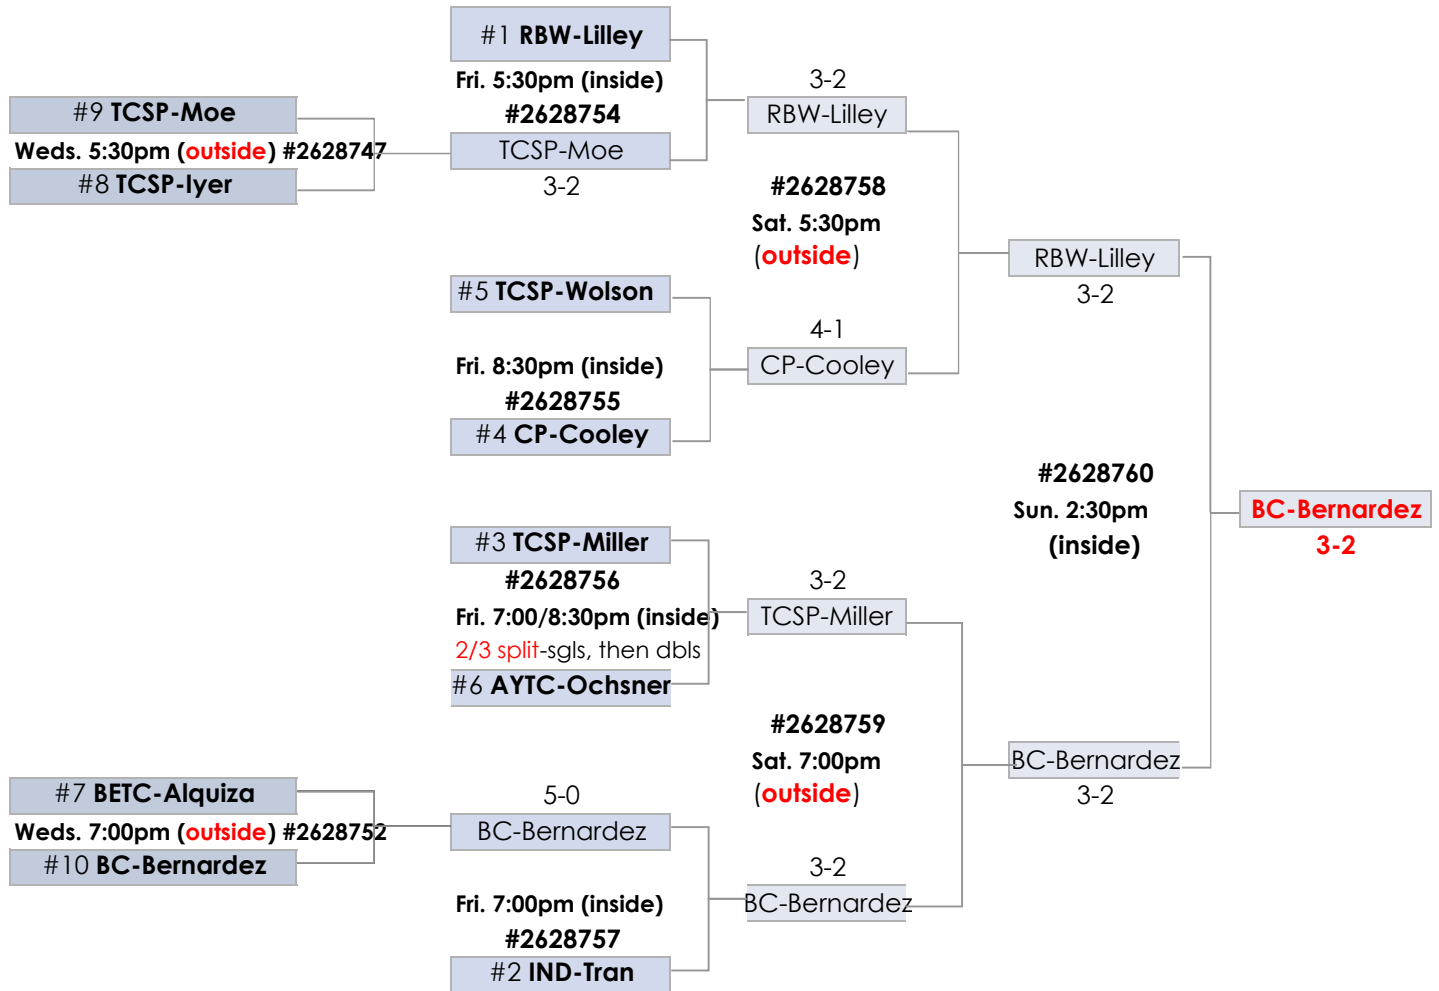 #1 RBW-Lilley
Fri. 5:30pm (inside)
#2628754
TCSP-Moe
3-2
#9 TCSP-Moe
Weds. 5:30pm (outside) #2628747
#8 TCSP-Iyer
3-2
RBW-Lilley
#2628758
Sat. 5:30pm
(outside)
RBW-Lilley
3-2
#5 TCSP-Wolson
Fri. 8:30pm (inside)
#2628755
#4 CP-Cooley
4-1
CP-Cooley
#2628760
Sun. 2:30pm
(inside)
BC-Bernardez
3-2
#3 TCSP-Miller
#2628756
Fri. 7:00/8:30pm (inside)
2/3 split-sgls, then dbls
#6 AYTC-Ochsner
3-2
TCSP-Miller
#2628759
Sat. 7:00pm
(outside)
BC-Bernardez
3-2
#7 BETC-Alquiza
Weds. 7:00pm (outside) #2628752
#10 BC-Bernardez
5-0
BC-Bernardez
Fri. 7:00pm (inside)
#2628757
#2 IND-Tran
3-2
BC-Bernardez